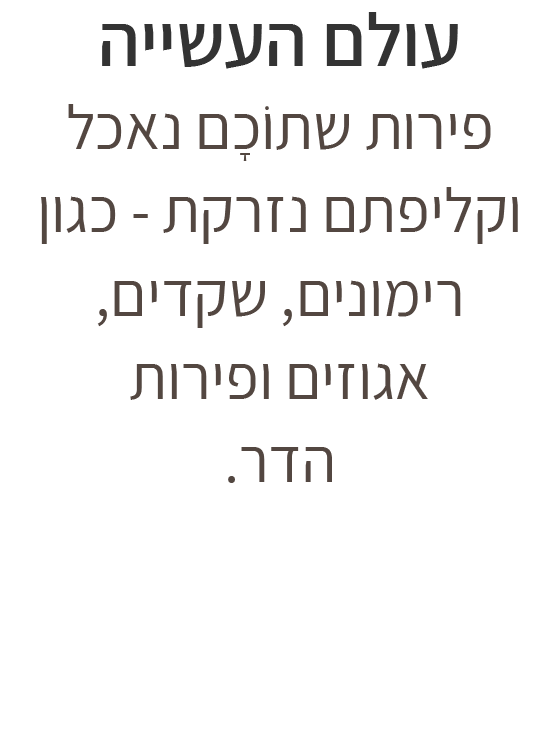 עולם העשייה
פירות שתוֹכָם נאכל
וקליפתם נזרקת - כגון
רימונים, שקדים,
אגוזים ופירות
הדר.